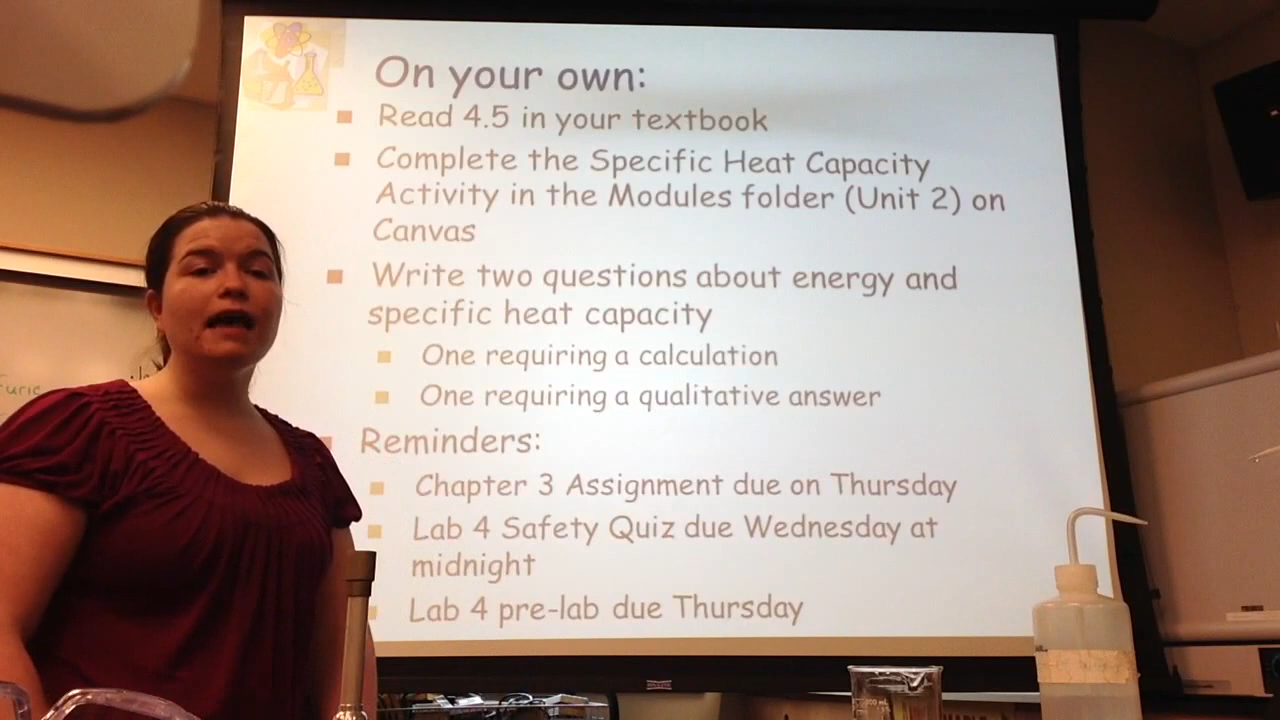 On your own:
Read 4.5 in your textbook
Complete the Specific Heat Capacity
Activity in the Modules folder (Unit 2) on
Canvas
Write two questions about energy and
specific heat capacity
One requiring a calculation
One requiring a qualitative answer
Reminders:
Chapter 3 Assignment due on Thursday
Lab 4 Safety Quiz due Wednesday at
midnight
Lab 4 pre-lab due Thursday